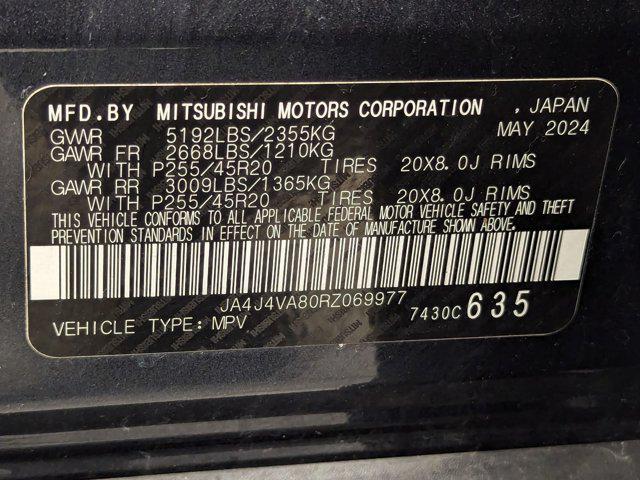 MFD.BY MITSUBISHI MOTORS CORPORATION , JAPAN
GVWR 5192LBS/2355KG MAY 2024
GAWR FR 2668LBS/1210KG
WITH P255/45R20 TIRES 20X8.0J RIMS
GAWR RR 3009LBS/1365KG
WITH P255/45R20 TIRES 20X8.0J RIMS
THIS VEHICLE CONFORMS TO ALL APPLICABLE FEDERAL MOTOR VEHICLE SAFETY AND THEFT
PREVENTION STANDARDS IN EFFECT ON THE DATE OF MANUFACTURE SHOWN ABOVE.
JA4J4VA80RZ069977
VEHICLE TYPE: MPV 7430C 635